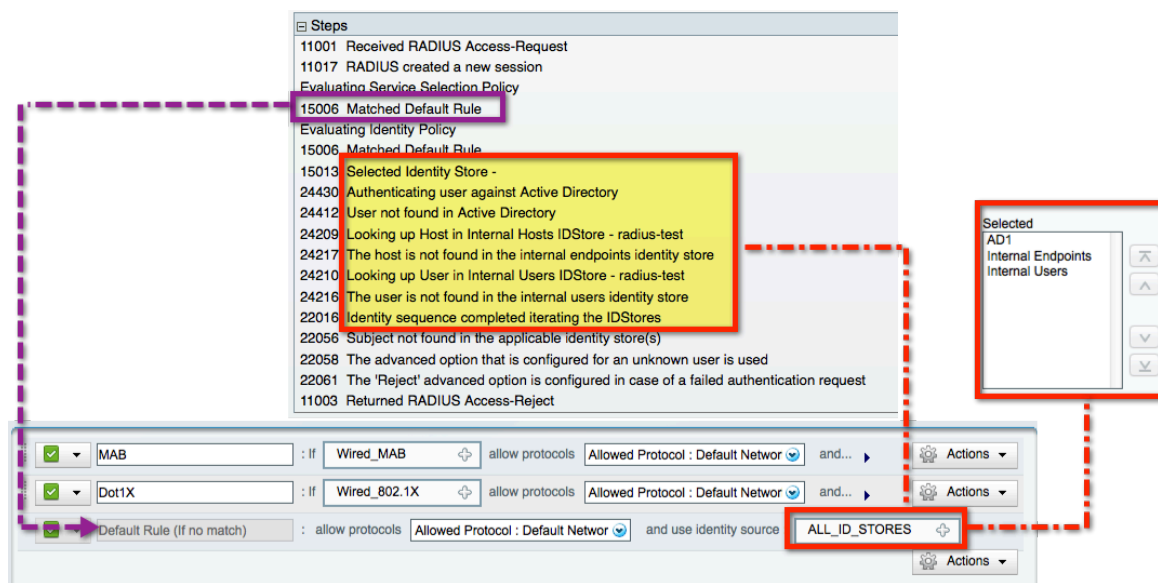 Steps
11001 Received RADIUS Access-Request
11017 RADIUS created a new session
Evaluating Service Selection Policy
15006 Matched Default Rule
Evaluating Identity Policy
15006 Matched Default Rule
15013 Selected Identity Store -
24430 Authenticating user against Active Directory
24412 User not found in Active Directory
24209 Looking up Host in Internal Hosts IDStore - radius-test
24217 The host is not found in the internal endpoints identity store
24210 Looking up User in Internal Users IDStore - radius-test
24216 The user is not found in the internal users identity store
22016 Identity sequence completed iterating the IDStores
22056 Subject not found in the applicable identity store(s)
22058 The advanced option that is configured for an unknown user is used
22061 The 'Reject' advanced option is configured in case of a failed authentication request
11003 Returned RADIUS Access-Reject
Selected
AD1
Internal Endpoints
Internal Users
MAB : If Wired_MAB allow protocols Allowed Protocol : Default Networ and... Actions
Dot1X : If Wired_802.1X allow protocols Allowed Protocol : Default Networ and... Actions
Default Rule (If no match) : allow protocols Allowed Protocol : Default Networ and use identity source ALL_ID_STORES
Actions